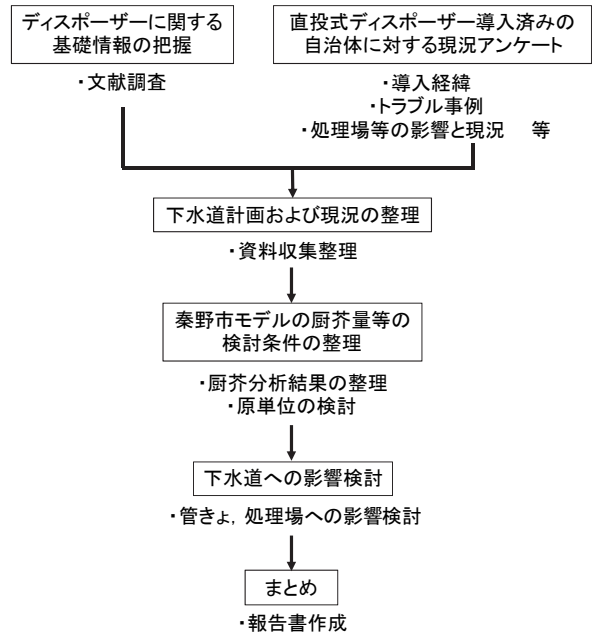 ディスポーザーに関する
基礎情報の把握
・文献調査
直投式ディスポーザー導入済みの
自治体に対する現況アンケート
・導入経緯
・トラブル事例
・処理場等の影響と現況　等
下水道計画および現況の整理
・資料収集整理
秦野市モデルの厨芥量等の
検討条件の整理
・厨芥分析結果の整理
・原単位の検討
下水道への影響検討
・管きょ，処理場への影響検討
まとめ
・報告書作成